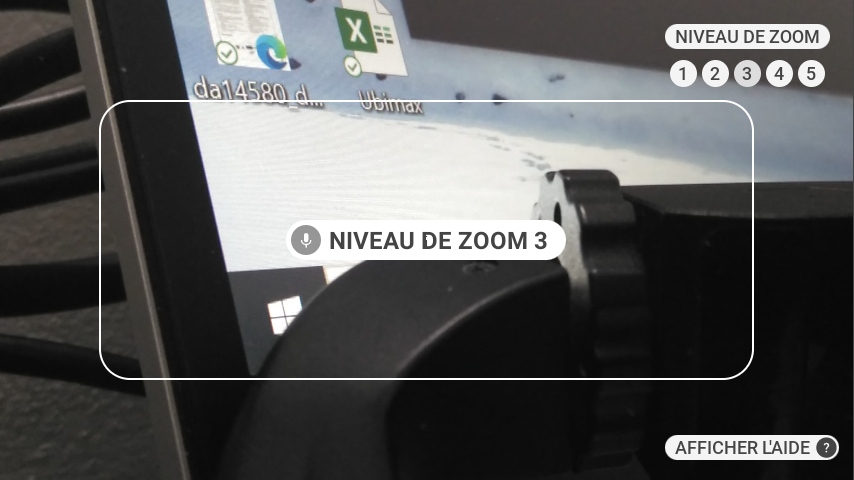 NIVEAU DE ZOOM
1 2 3 4 5
da14580_d...
Ubimax
NIVEAU DE ZOOM 3
AFFICHER L'AIDE ?